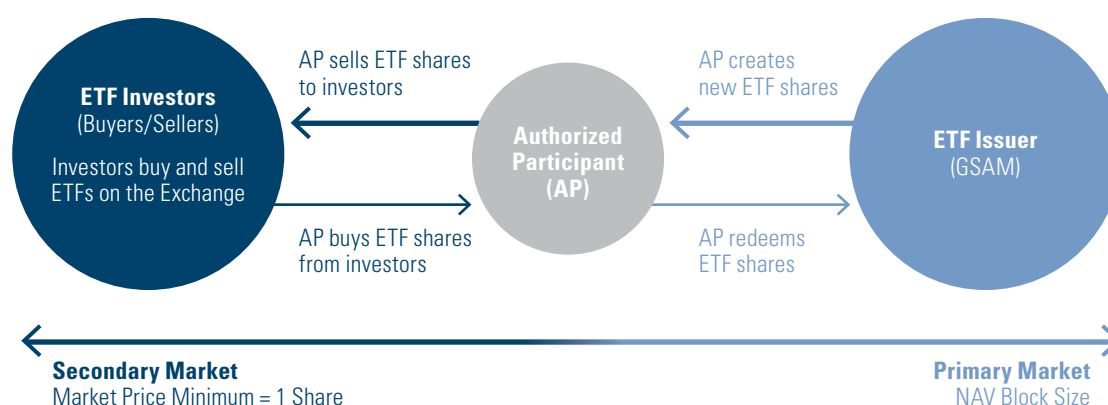 ETF Investors
(Buyers/Sellers)
Investors buy and sell
ETFs on the Exchange
AP sells ETF shares
to investors
AP buys ETF shares
from investors
Authorized
Participant
(AP)
AP creates
new ETF shares
AP redeems
ETF shares
ETF Issuer
(GSAM)
Secondary Market
Market Price Minimum = 1 Share
Primary Market
NAV Block Size